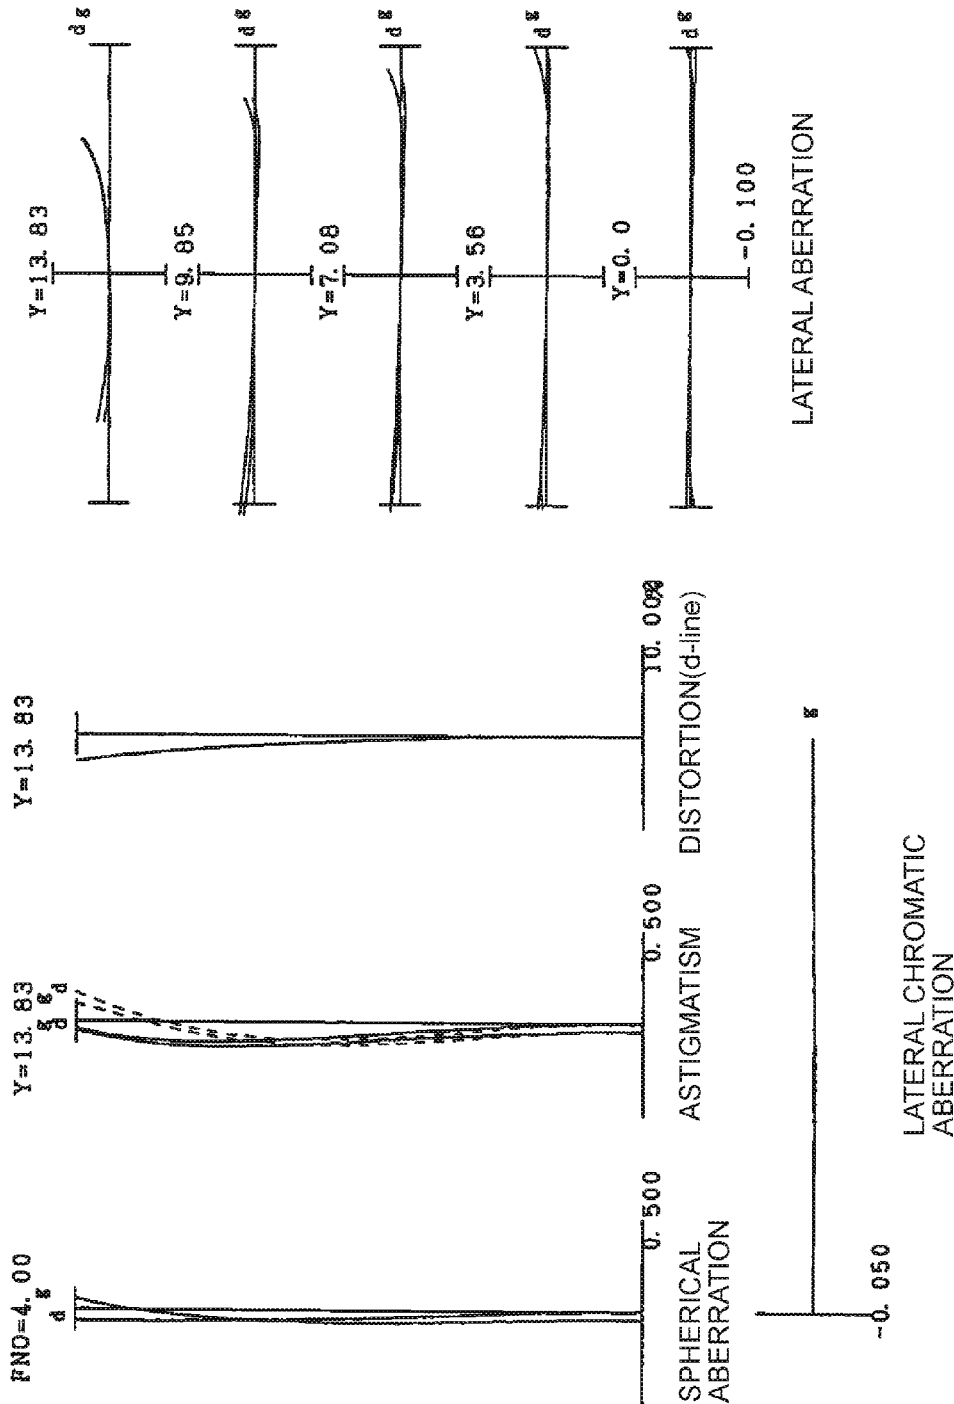 FNO=4. 00
d g
0. 500
SPHERICAL
ABERRATION
Y=13. 83
g g
d d
0. 500
ASTIGMATISM
Y=13. 83
10. 00%
DISTORTION(d-line)
g
-0. 050
LATERAL CHROMATIC
ABERRATION
Y=13. 83
d g
Y=9. 85
d g
Y=7. 08
d g
Y=3. 56
d g
Y=0. 0
d g
-0. 100
LATERAL ABERRATION